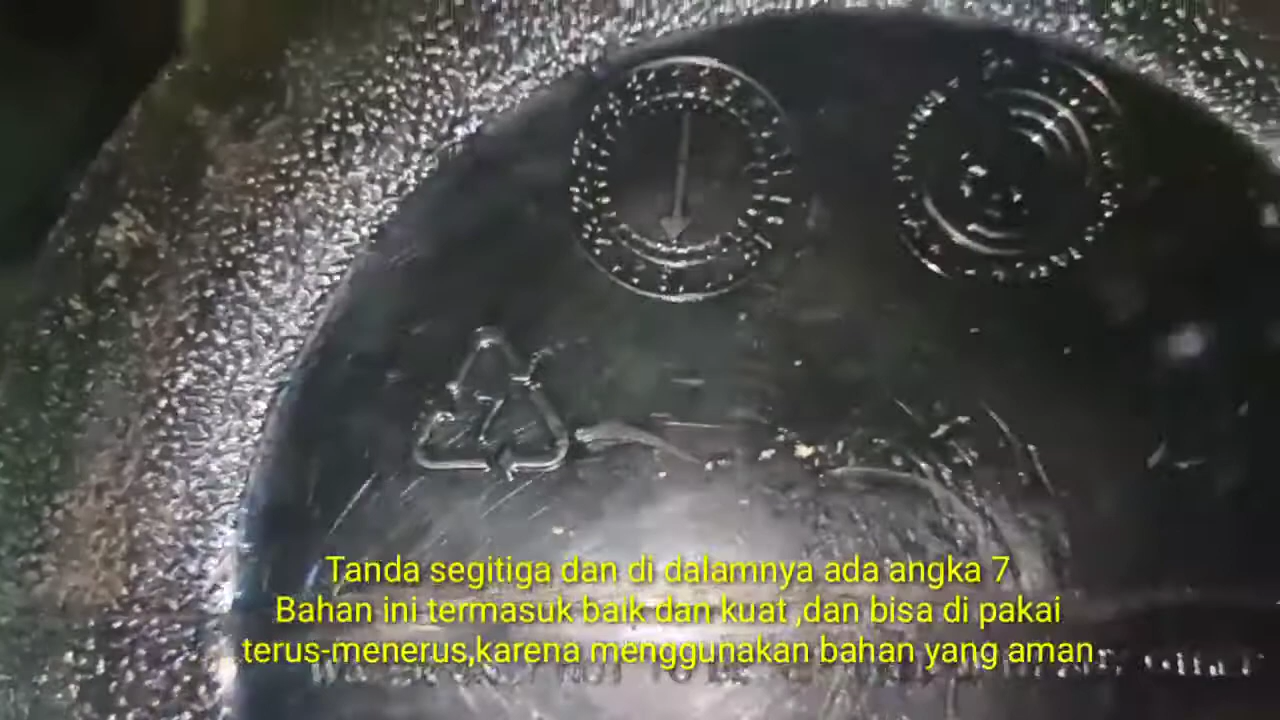 7
Tanda segitiga dan di dalamnya ada angka 7
Bahan ini termasuk baik dan kuat ,dan bisa di pakai
terus-menerus,karena menggunakan bahan yang aman